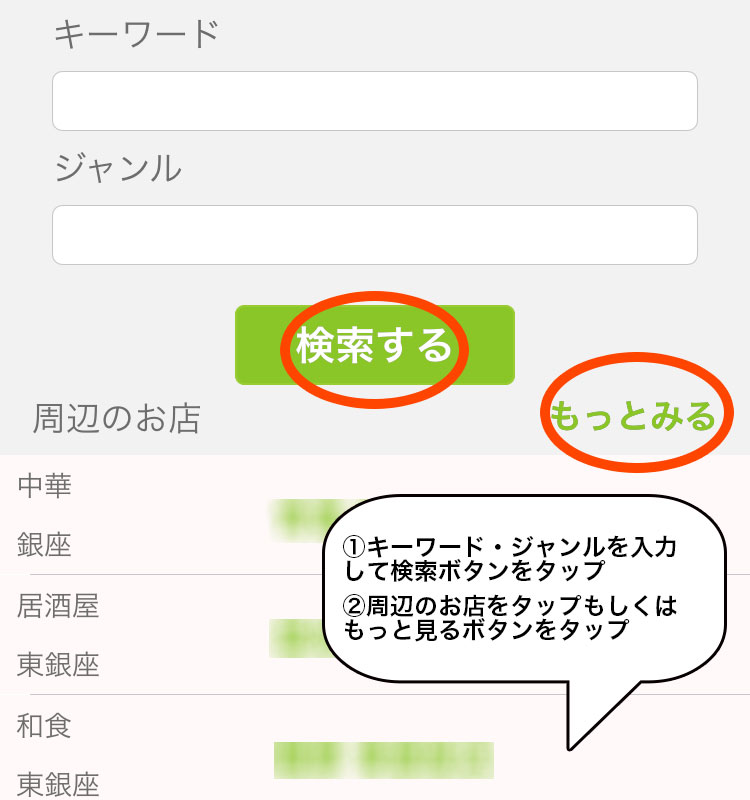 キーワード
ジャンル
検索する
周辺のお店
もっとみる
中華
銀座
①キーワード・ジャンルを入力
して検索ボタンをタップ
②周辺のお店をタップもしくは
もっと見るボタンをタップ
居酒屋
東銀座
和食
東銀座